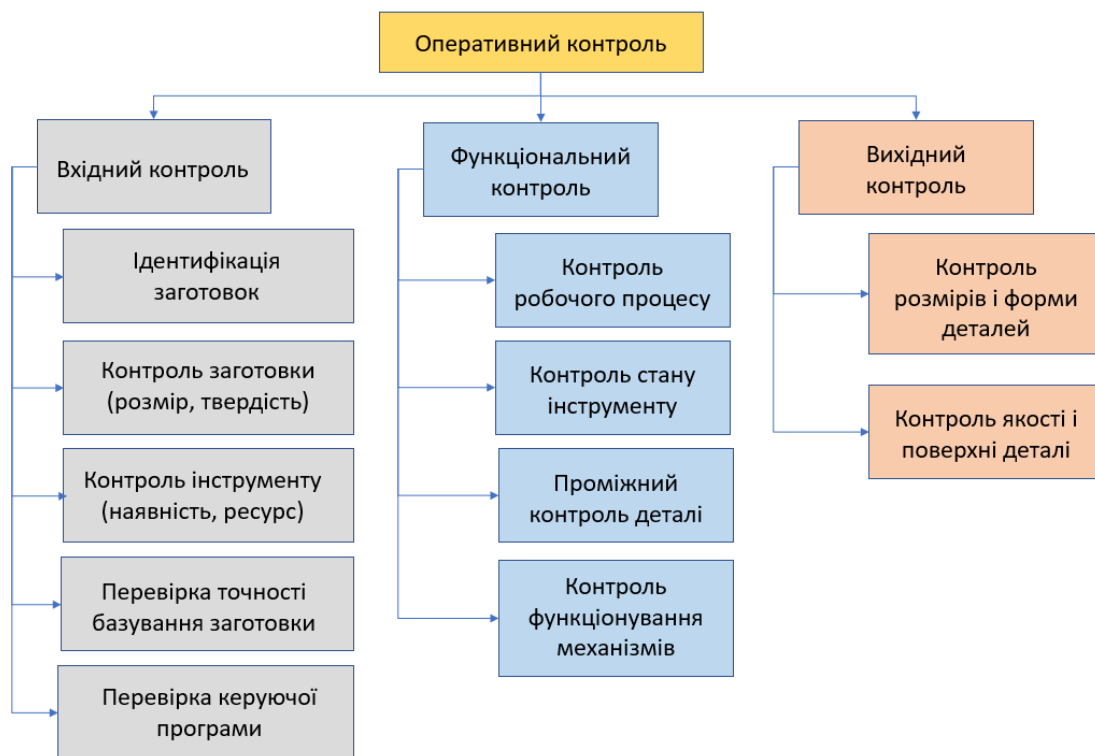 Оперативний контроль
Вхідний контроль
Ідентифікація
заготовок
Контроль заготовки
(розмір, твердість)
Контроль інструменту
(наявність, ресурс)
Перевірка точності
базування заготовки
Перевірка керуючої
програми
Функціональний
контроль
Контроль
робочого процесу
Контроль стану
інструменту
Проміжний
контроль деталі
Контроль
функціонування
механізмів
Вихідний
контроль
Контроль
розмірів і форми
деталей
Контроль якості і
поверхні деталі